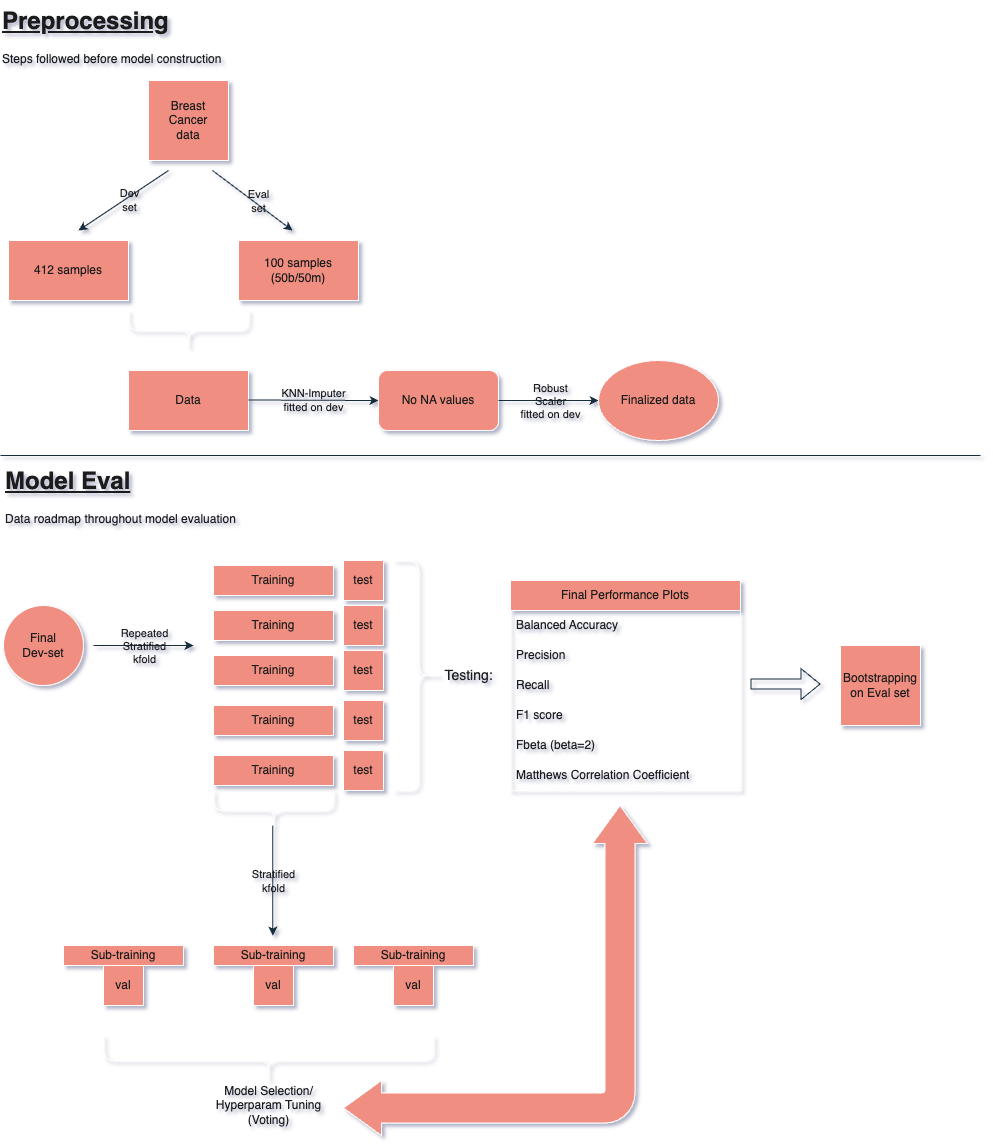 Preprocessing
Steps followed before model construction
Breast
Cancer
data
Dev
set
Eval
set
412 samples
100 samples
(50b/50m)
Data
KNN-Imputer
fitted on dev
No NA values
Robust
Scaler
fitted on dev
Finalized data
Model Eval
Data roadmap throughout model evaluation
Final
Dev-set
Repeated
Stratified
kfold
Training
test
Training
test
Training
test
Training
test
Training
test
Testing:
Final Performance Plots
Balanced Accuracy
Precision
Recall
F1 score
Fbeta (beta=2)
Matthews Correlation Coefficient
Bootstrapping
on Eval set
Stratified
kfold
Sub-training
val
Sub-training
val
Sub-training
val
Model Selection/
Hyperparam Tuning
(Voting)